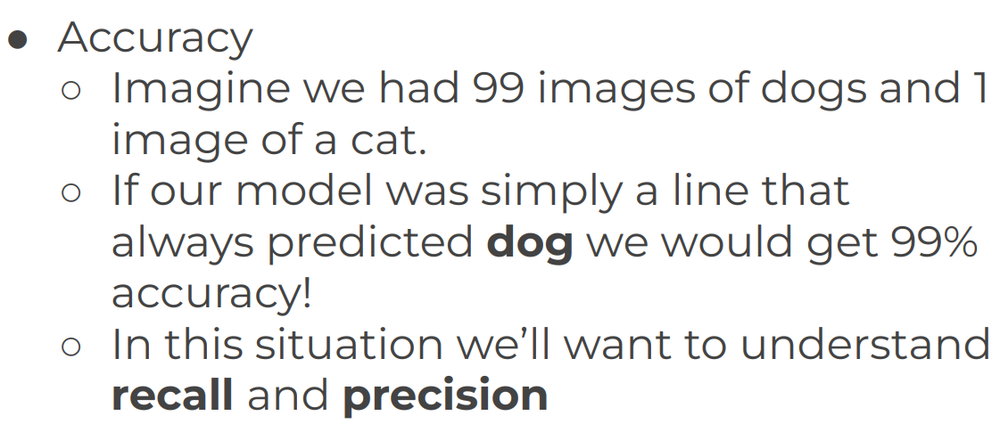 ● Accuracy
○ Imagine we had 99 images of dogs and 1
image of a cat.
○ If our model was simply a line that
always predicted dog we would get 99%
accuracy!
○ In this situation we’ll want to understand
recall and precision